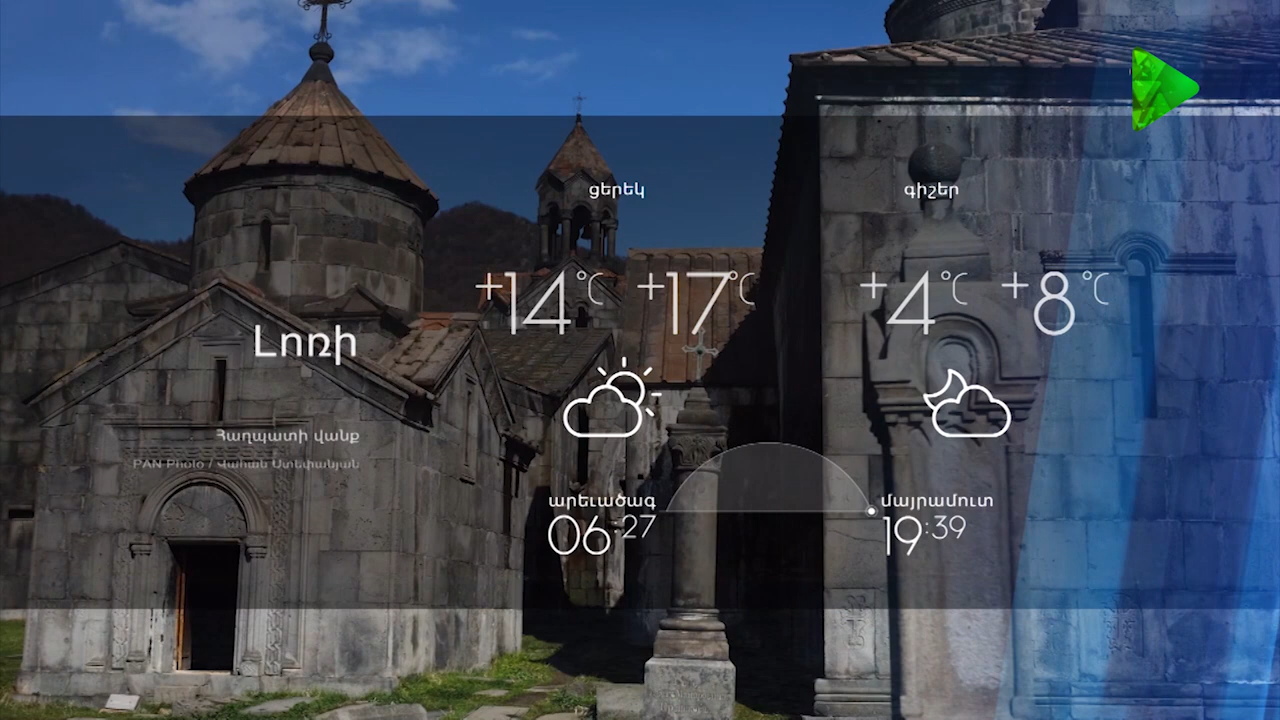 ցերեկ
գիշեր
+14°C +17°C
+4°C +8°C
Լոռի
Հաղպատի վանք
PAN Photo / Վահան Ստեփանյան
արեւածագ
06:27
մայրամուտ
19:39